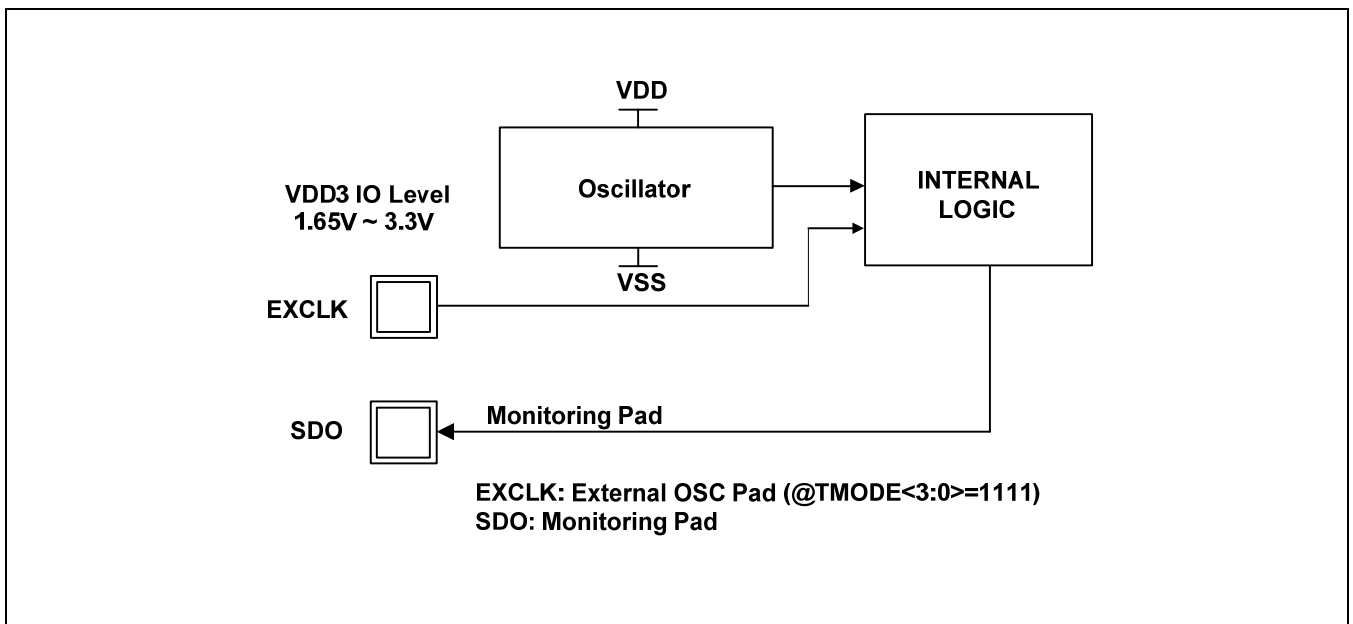 VDD
Oscillator
VSS
INTERNAL
LOGIC
VDD3 IO Level
1.65V ~ 3.3V
EXCLK
SDO
Monitoring Pad
EXCLK: External OSC Pad (@TMODE<3:0>=1111)
SDO: Monitoring Pad